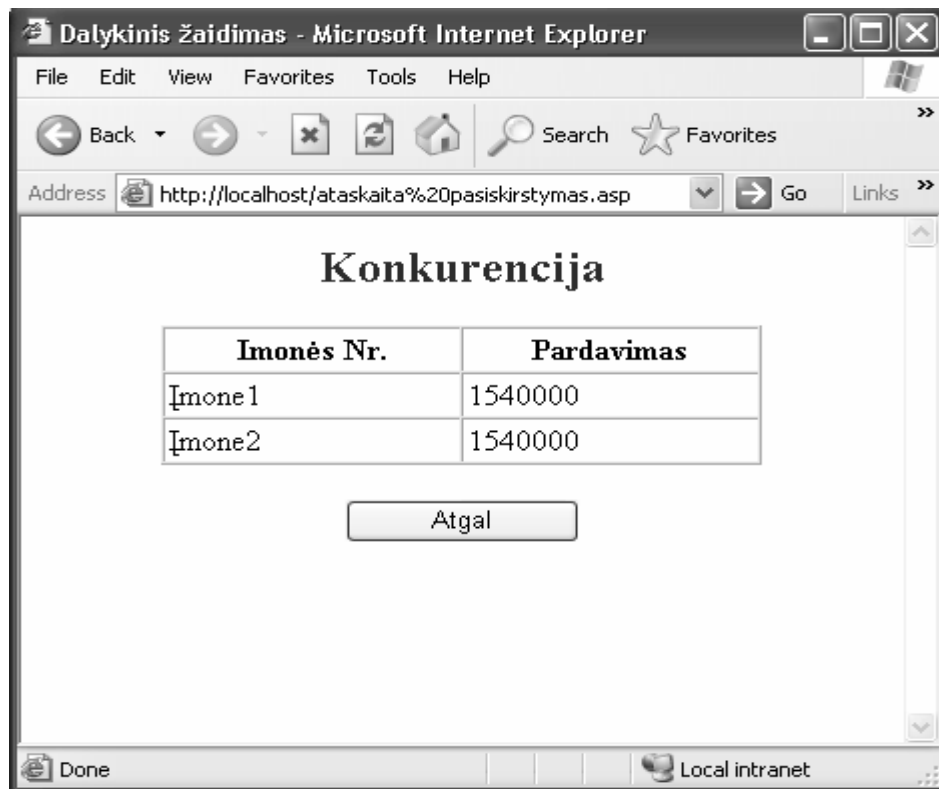 Dalykinis žaidimas - Microsoft Internet Explorer
File Edit View Favorites Tools Help
Back Search Favorites »
Address http://localhost/ataskaita%20pasiskirstymas.asp Go Links »
Konkurencija
Imonės Nr. Pardavimas
Įmone1 1540000
Įmone2 1540000
Atgal
Done Local intranet